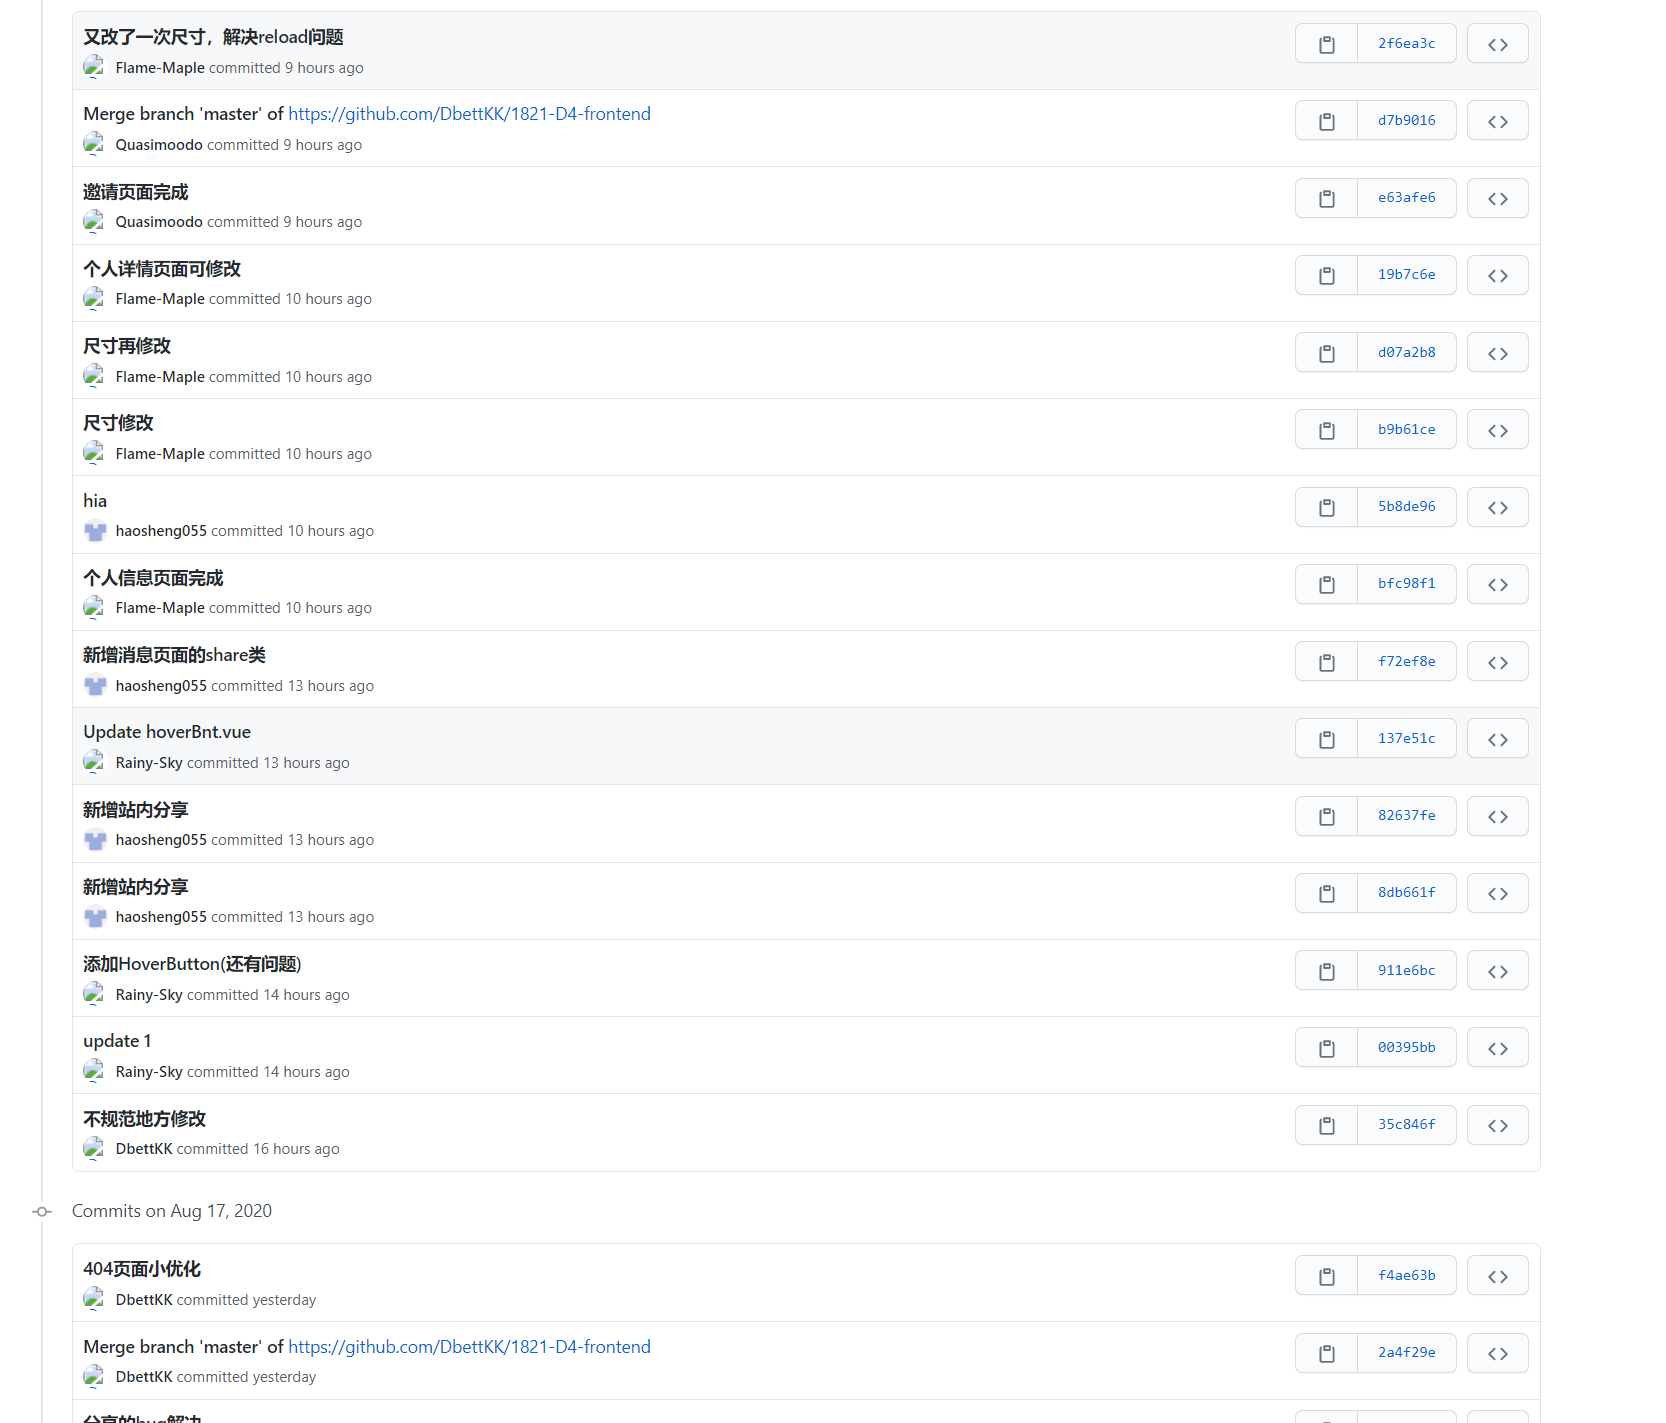 又改了一次尺寸，解决reload问题
Flame-Maple committed 9 hours ago
2f6ea3c
Merge branch 'master' of https://github.com/DbettKK/1821-D4-frontend
Quasimoodo committed 9 hours ago
d7b9016
邀请页面完成
Quasimoodo committed 9 hours ago
e63afe6
个人详情页面可修改
Flame-Maple committed 10 hours ago
19b7c6e
尺寸再修改
Flame-Maple committed 10 hours ago
d07a2b8
尺寸修改
Flame-Maple committed 10 hours ago
b9b61ce
hia
haosheng055 committed 10 hours ago
5b8de96
个人信息页面完成
Flame-Maple committed 10 hours ago
bfc98f1
新增消息页面的share类
haosheng055 committed 13 hours ago
f72ef8e
Update hoverBnt.vue
Rainy-Sky committed 13 hours ago
137e51c
新增站内分享
haosheng055 committed 13 hours ago
82637fe
新增站内分享
haosheng055 committed 13 hours ago
8db661f
添加HoverButton(还有问题)
Rainy-Sky committed 14 hours ago
911e6bc
update 1
Rainy-Sky committed 14 hours ago
00395bb
不规范地方修改
DbettKK committed 16 hours ago
35c846f
Commits on Aug 17, 2020
404页面小优化
DbettKK committed yesterday
f4ae63b
Merge branch 'master' of https://github.com/DbettKK/1821-D4-frontend
DbettKK committed yesterday
2a4f29e
分享的bug解决